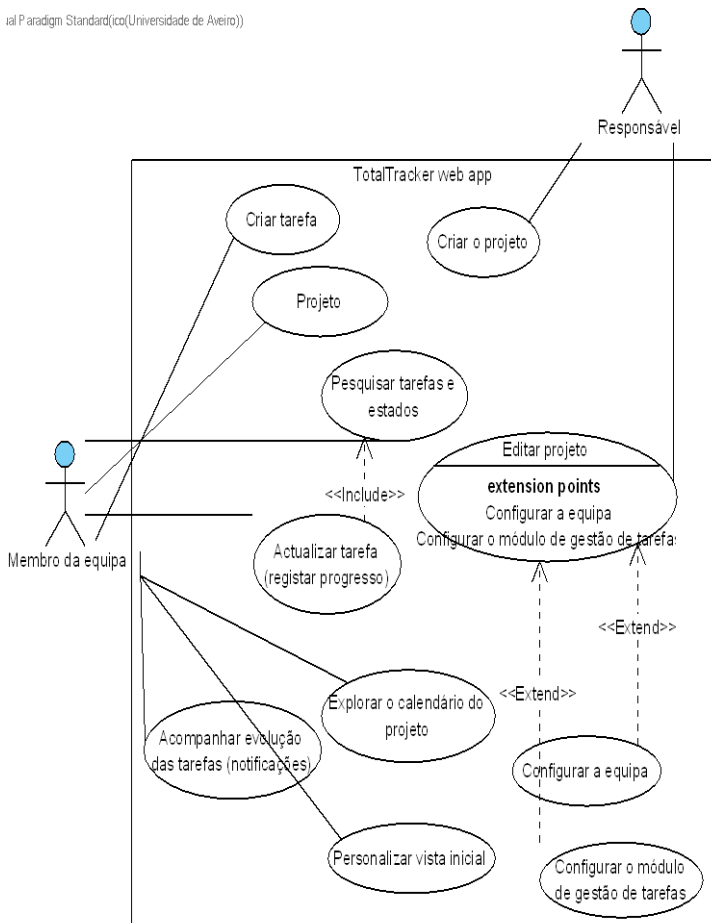 ual Paradigm Standard(ico(Universidade de Aveiro))
Responsável
TotalTracker web app
Criar tarefa
Criar o projeto
Projeto
Pesquisar tarefas e
estados
Editar projeto
extension points
Configurar a equipa
Configurar o módulo de gestão de tarefas
<<Include>>
Membro da equipa
Actualizar tarefa
(registar progresso)
<<Extend>>
<<Extend>>
Explorar o calendário do
projeto
Acompanhar evolução
das tarefas (notificações)
Configurar a equipa
Personalizar vista inicial
Configurar o módulo
de gestão de tarefas